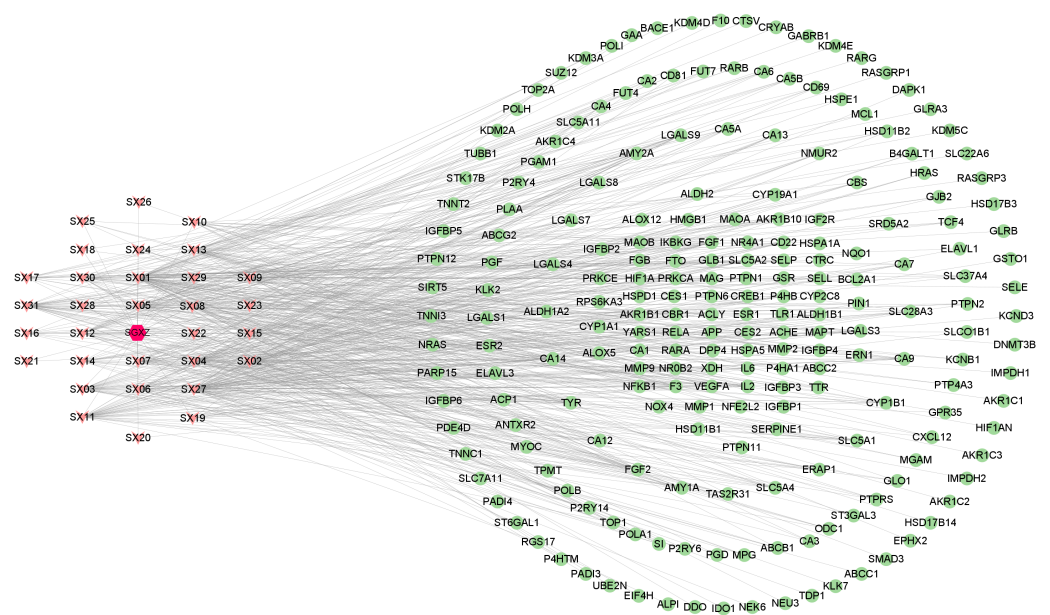 F10 CTSV
KDM4D CRYAB
BACE1 GABRB1
GAA KDM4E
POLI RARG
KDM3A RASGRP1
SUZ12 FUT7 RARB CA6
CD81 CA5B
TOP2A CA2 CD69 DAPK1
FUT4 HSPE1
POLH CA4 MCL1 GLRA3
SLC5A11
KDM2A AKR1C4 LGALS9 CA5A CA13 HSD11B2 KDM5C
TUBB1 PGAM1 AMY2A NMUR2 B4GALT1 SLC22A6
STK17B P2RY4 LGALS8 CBS HRAS RASGRP3
ALDH2 CYP19A1
SX26 TNNT2 PLAA GJB2 HSD17B3
SX25 SX10 IGFBP5 ABCG2 LGALS7 ALOX12 HMGB1 MAOA AKR1B10 IGF2R SRD5A2 TCF4 GLRB
SX18 SX24 SX13 PTPN12 PGF LGALS4 IGFBP2 MAOB IKBKG FGF1 NR4A1 CD22 HSPA1A NQO1 ELAVL1
FGB FTO GLB1 SLC5A2 SELP CTRC CA7 GSTO1
SX17 SX30 SX01 SX29 SX09 SIRT5 KLK2 PRKCE HIF1A PRKCA MAG PTPN1 GSR SELL BCL2A1 SLC37A4 SELE
HSPD1 CES1 PTPN6 CREB1 P4HB CYP2C8
SX31 SX28 SX05 SX08 SX23 TNNI3 LGALS1 ALDH1A2 RPS6KA3 PIN1 SLC28A3 PTPN2
AKR1B1 CBR1 ACLY ESR1 TLR1 ALDH1B1 KCND3
SX16 SX12 SGXZ SX22 SX15 CYP1A1 YARS1 RELA APP CES2 ACHE MAPT LGALS3 SLCO1B1
NRAS ESR2 CA14 ALOX5 CA1 RARA DPP4 HSPA5 MMP2 IGFBP4 ERN1 CA9 KCNB1 DNMT3B
SX21 SX14 SX07 SX04 SX02 PARP15 ELAVL3 MMP9 NR0B2 XDH IL6 P4HA1 ABCC2 IMPDH1
SX03 SX06 SX27 NFKB1 F3 VEGFA IL2 IGFBP3 TTR PTP4A3
IGFBP6 ACP1 TYR NOX4 MMP1 NFE2L2 IGFBP1 CYP1B1 AKR1C1
SX11 SX19 PDE4D ANTXR2 HSD11B1 SERPINE1 GPR35 HIF1AN
SX20 MYOC CA12 PTPN11 SLC5A1 CXCL12
TNNC1 MGAM AKR1C3
SLC7A11 TPMT FGF2 ERAP1 GLO1 IMPDH2
PADI4 POLB AMY1A TAS2R31 SLC5A4 PTPRS AKR1C2
ST6GAL1 P2RY14 ST3GAL3 HSD17B14
RGS17 TOP1 POLA1 ODC1 EPHX2
P4HTM SI P2RY6 PGD MPG ABCB1 CA3 SMAD3
PADI3 ABCC1
UBE2N KLK7
EIF4H TDP1
ALPI DDO IDO1 NEK6 NEU3